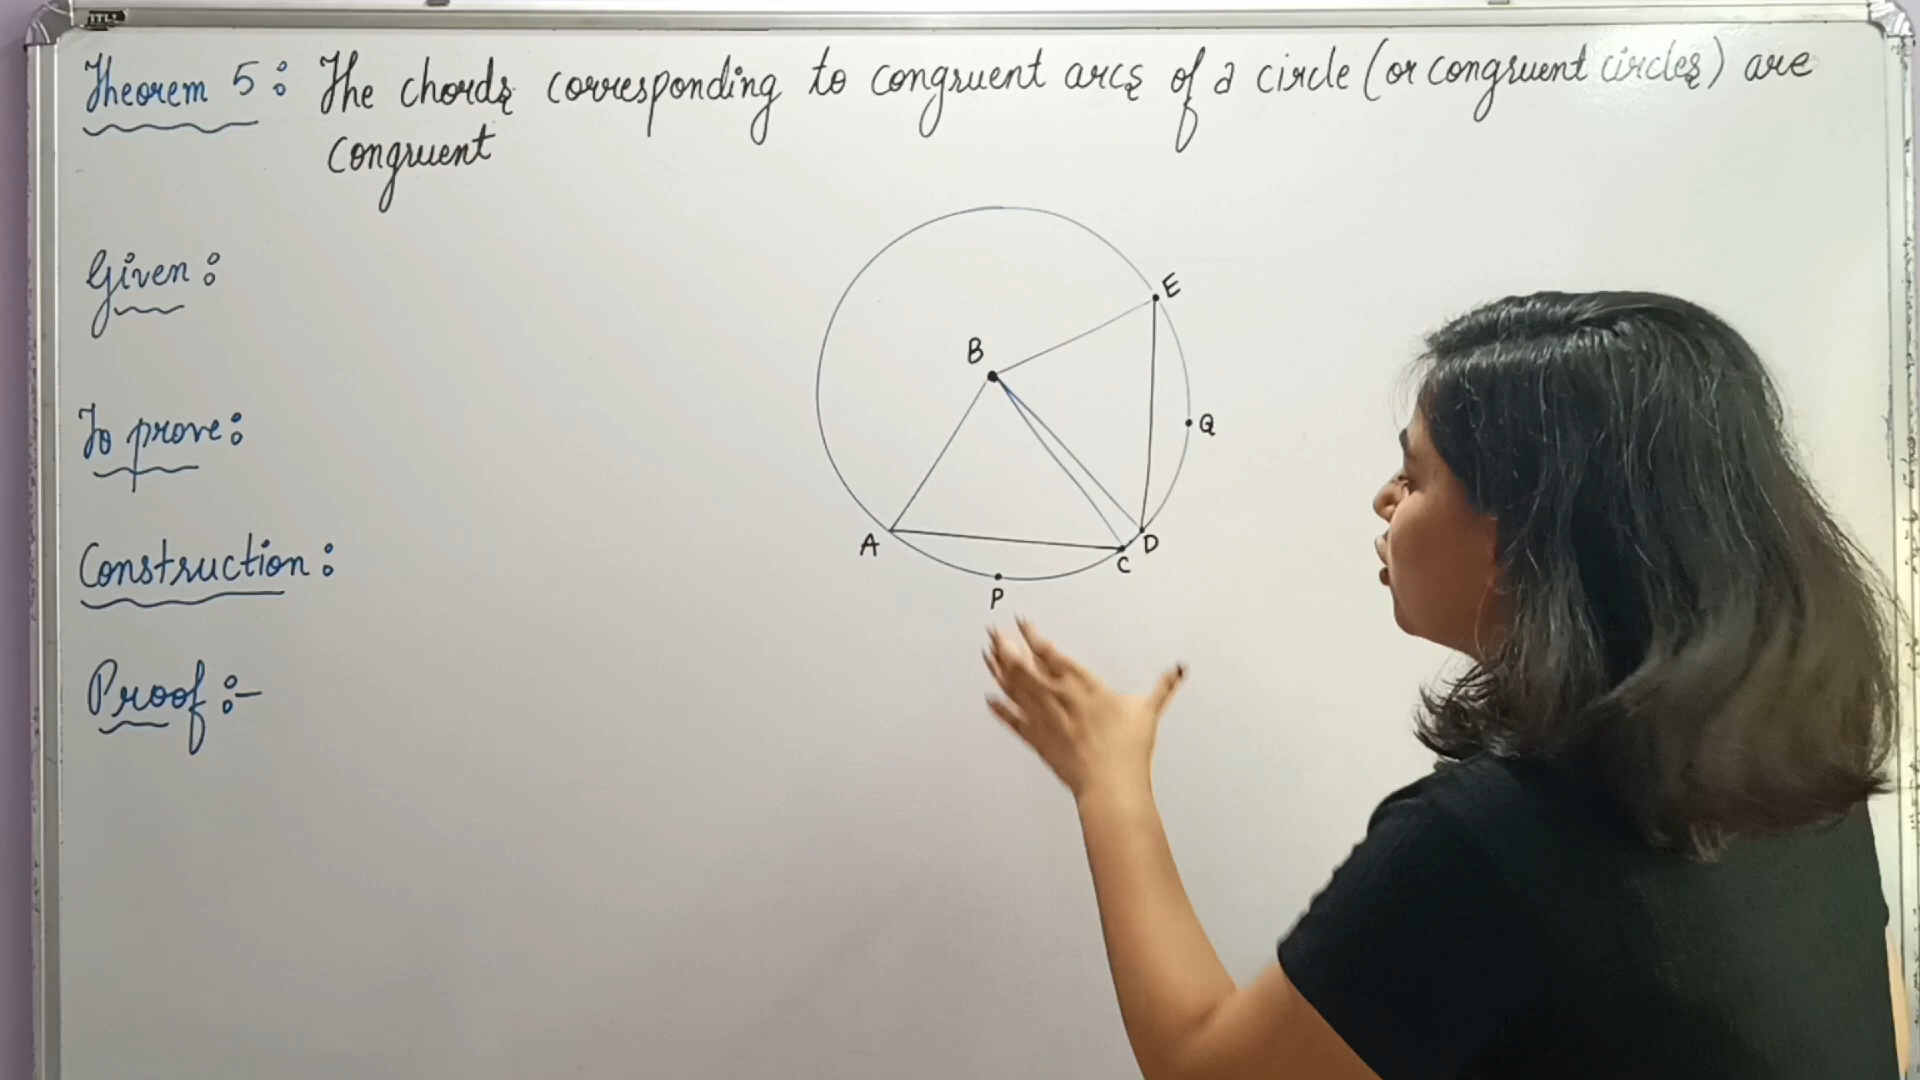 Theorem 5: The chords corresponding to congruent arcs of a circle (or congruent circles) are
congruent
Given:
E
B
To prove:
Q
A
D
C
Construction:
P
Proof:-